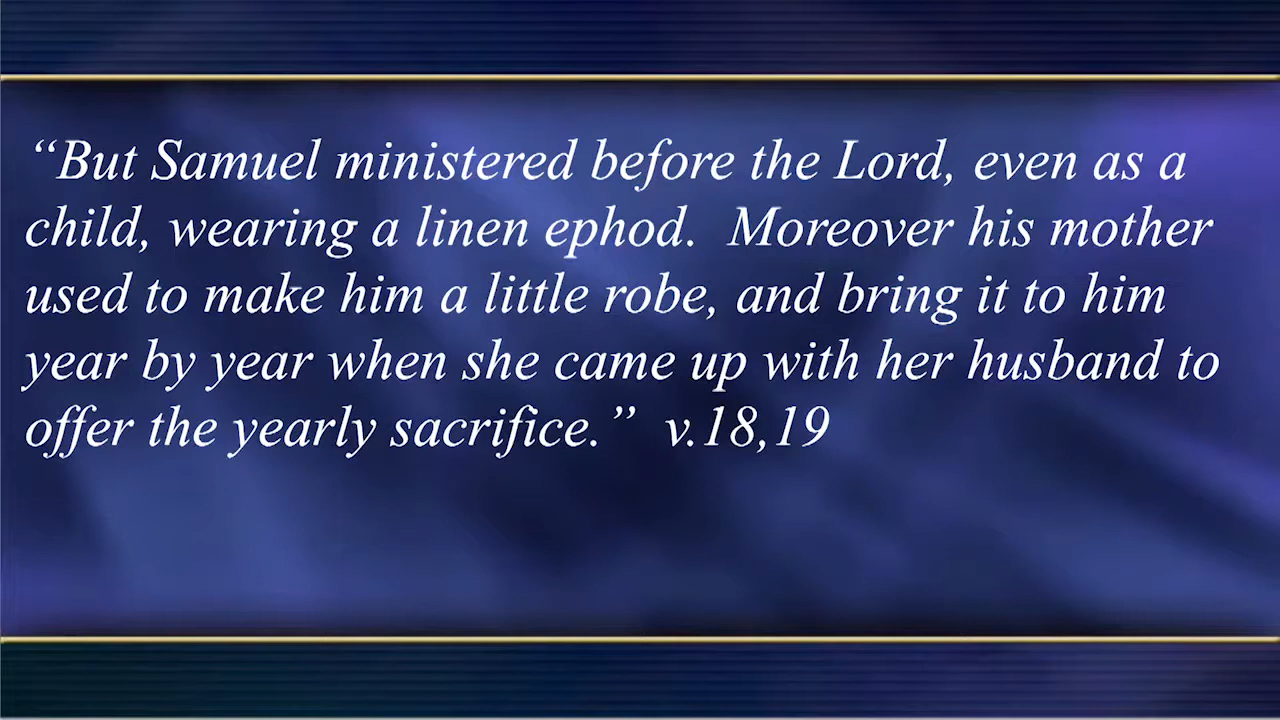 “But Samuel ministered before the Lord, even as a
child, wearing a linen ephod.  Moreover his mother
used to make him a little robe, and bring it to him
year by year when she came up with her husband to
offer the yearly sacrifice.”  v.18,19